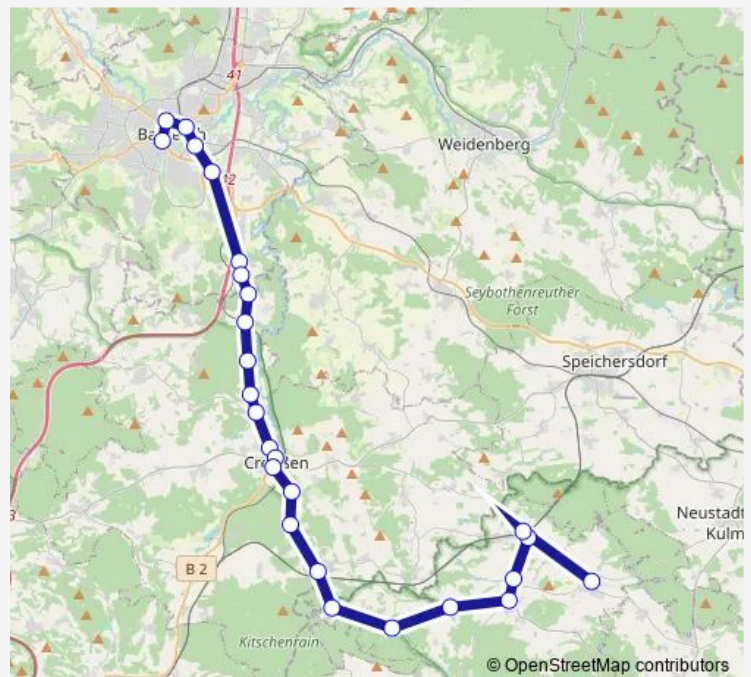 41
Weidenberg
Seybothenreuther
Forst
Speichersdorf
Neustadt
Kulm
B 2
Kitschenrain
© OpenStreetMap contributors